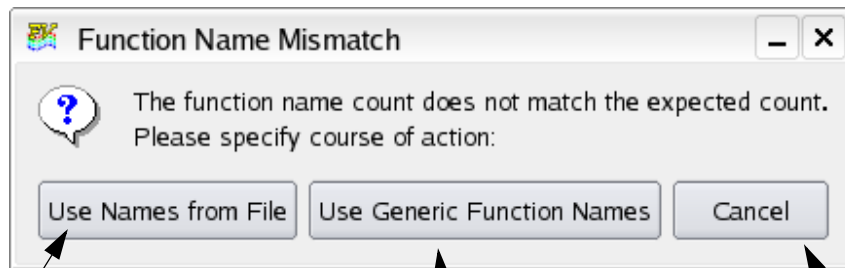 Function Name Mismatch
The function name count does not match the expected count.
Please specify course of action:
Use Names from File
Use Generic Function Names
Cancel